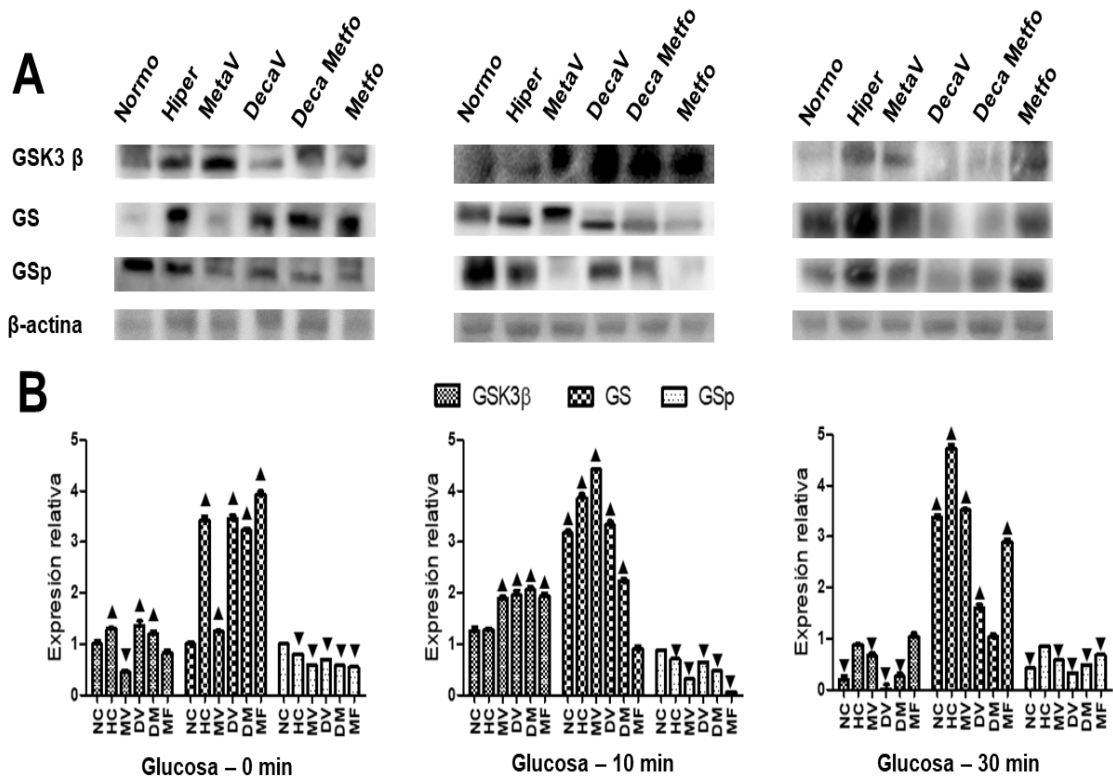 A
Normo Hiper MetaV DecaV Deca Metfo Metfo
Normo Hiper MetaV DecaV Deca Metfo Metfo
Normo Hiper MetaV DecaV Deca Metfo Metfo
GSK3 β
GS
GSp
β-actina
B
GSK3β GS GSp
Expresión relativa
5
4
3
2
1
0
NC HC MV DV DM MF NC HC MV DV DM MF NC HC MV DV DM MF
Glucosa – 0 min
Expresión relativa
5
4
3
2
1
0
NC HC MV DV DM MF NC HC MV DV DM MF NC HC MV DV DM MF
Glucosa – 10 min
Expresión relativa
5
4
3
2
1
0
NC HC MV DV DM MF NC HC MV DV DM MF NC HC MV DV DM MF
Glucosa – 30 min